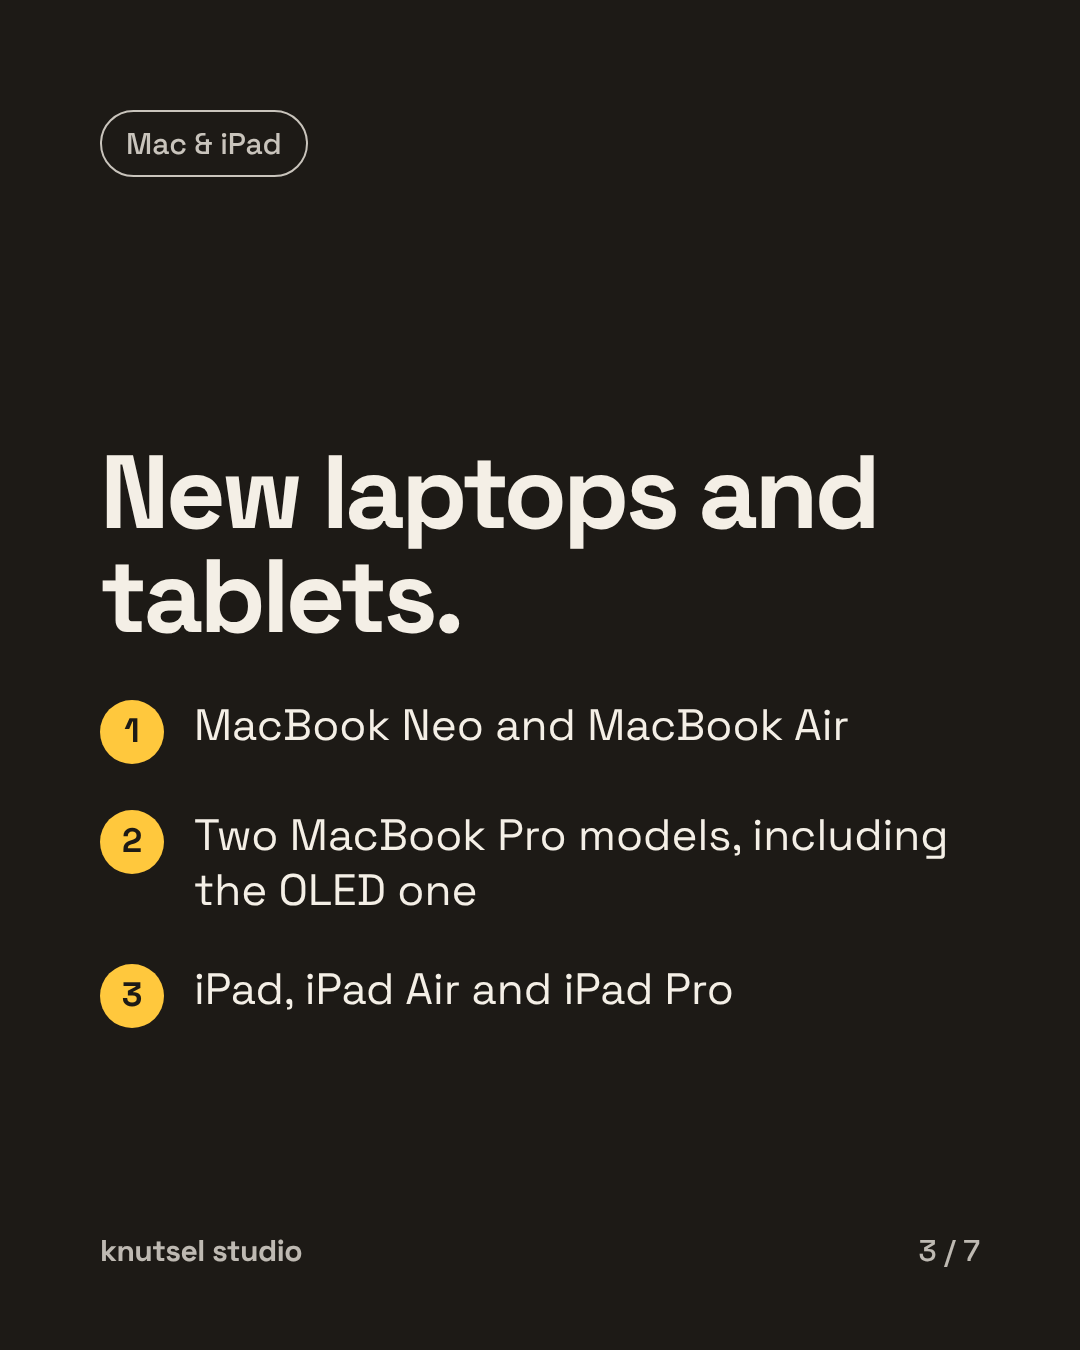 Mac & iPad
New laptops and
tablets.
1 MacBook Neo and MacBook Air
2 Two MacBook Pro models, including
the OLED one
3 iPad, iPad Air and iPad Pro
knutsel studio
3 / 7